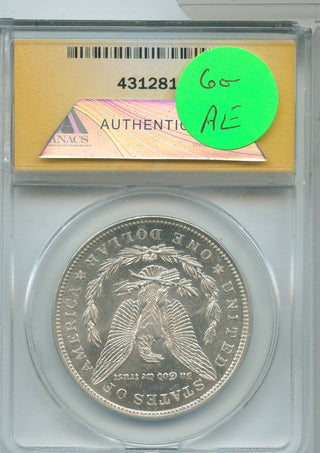 431281
60
AE
AUTHENTIC
ANACS
UNITED STATES OF AMERICA
In God we trust
ONE DOLLAR